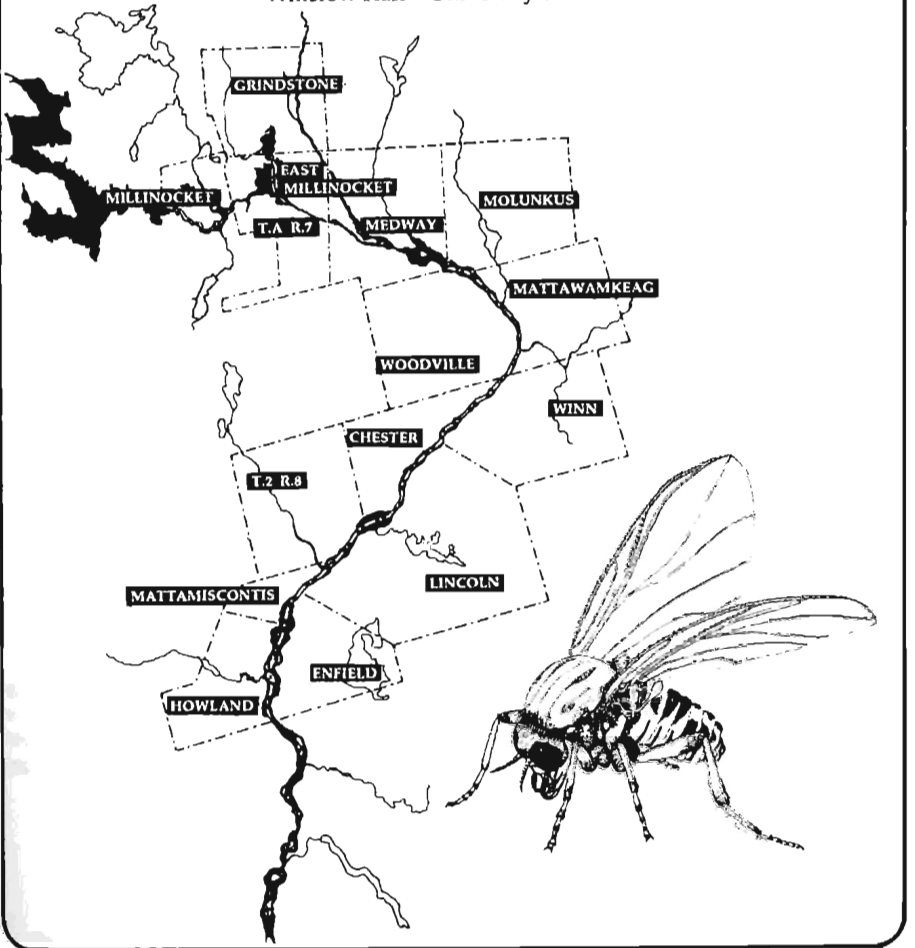 GRINDSTONE
EAST
MILLINOCKET
MILLINOCKET
MOLUNKUS
T.A R.7
MEDWAY
MATTAWAMKEAG
WOODVILLE
WINN
CHESTER
T.2 R.8
LINCOLN
MATTAMISCONTIS
ENFIELD
HOWLAND